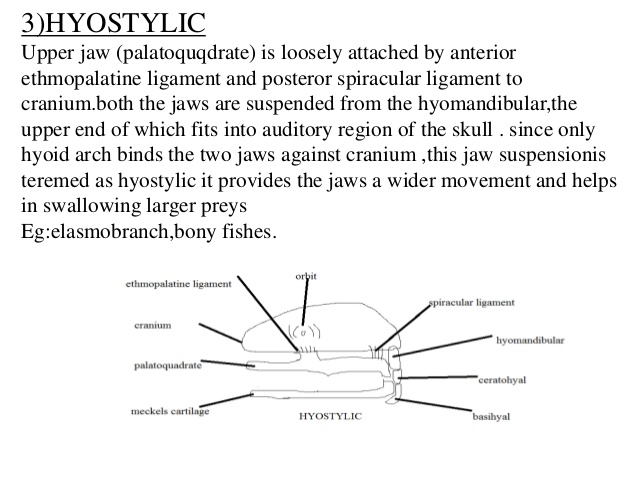 3)HYOSTYLIC
Upper jaw (palatoquqdrate) is loosely attached by anterior
ethmopalatine ligament and posteror spiracular ligament to
cranium.both the jaws are suspended from the hyomandibular,the
upper end of which fits into auditory region of the skull . since only
hyoid arch binds the two jaws against cranium ,this jaw suspensionis
teremed as hyostylic it provides the jaws a wider movement and helps
in swallowing larger preys
Eg:elasmobranch,bony fishes.
ethmopalatine ligament
orbit
spiracular ligament
cranium
hyomandibular
palatoquadrate
ceratohyal
meckels cartilage
HYOSTYLIC
basihyal